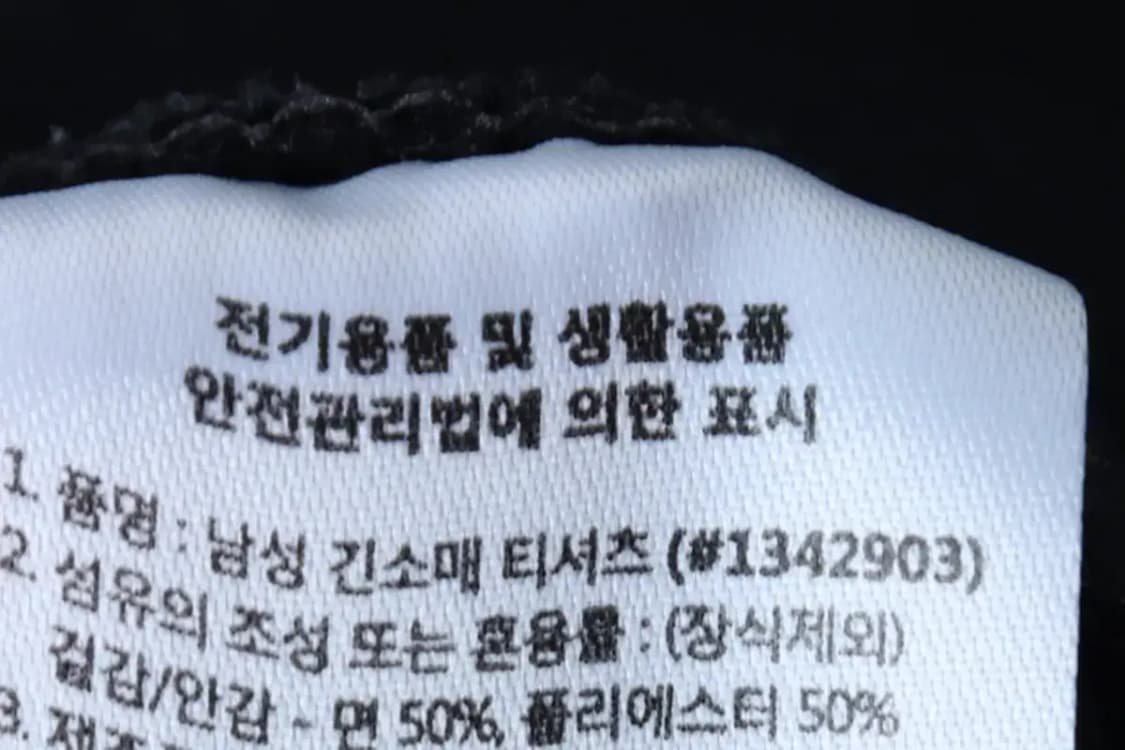 전기용품 및 생활용품
안전관리법에 의한 표시
1. 품명 : 남성 긴소매 티셔츠 (#1342903)
2. 섬유의 조성 또는 혼용률 : (장식제외)
겉감/안감 - 면 50%, 폴리에스터 50%
3. 제조